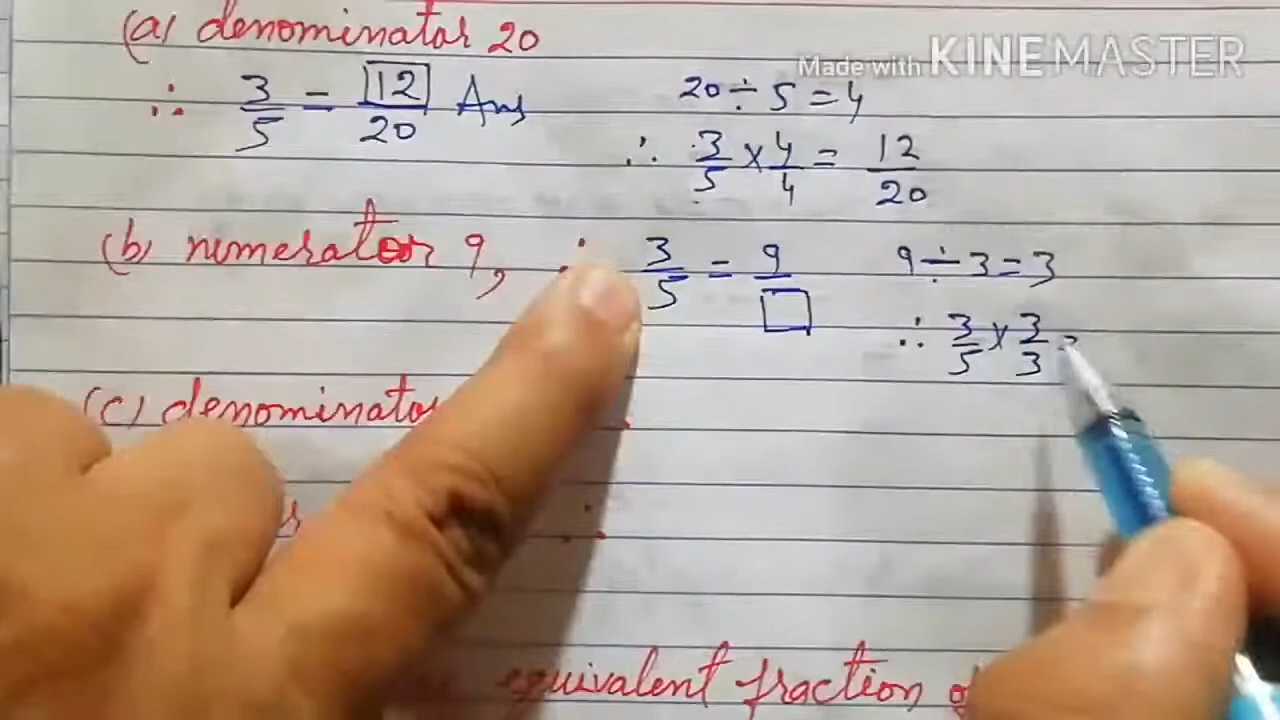 (a) denominator 20
Made with KINEMASTER
∴ 3/5 = 12/20 Ans
20 ÷ 5 = 4
∴ 3/5 × 4/4 = 12/20
(b) numerator 9, ∴ 3/5 = 9/□
9 ÷ 3 = 3
∴ 3/5 × 3/3 =
(c) denominator
equivalent fraction of